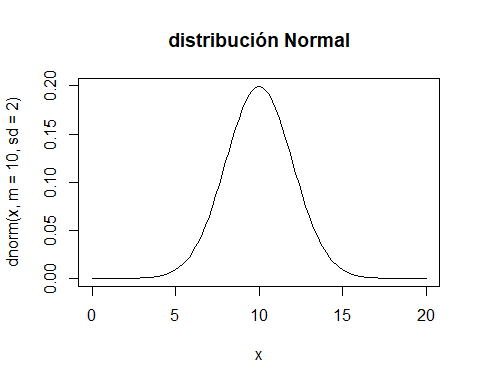 distribución Normal
dnorm(x, m = 10, sd = 2)
0.20
0.15
0.10
0.05
0.00
0 5 10 15 20
x